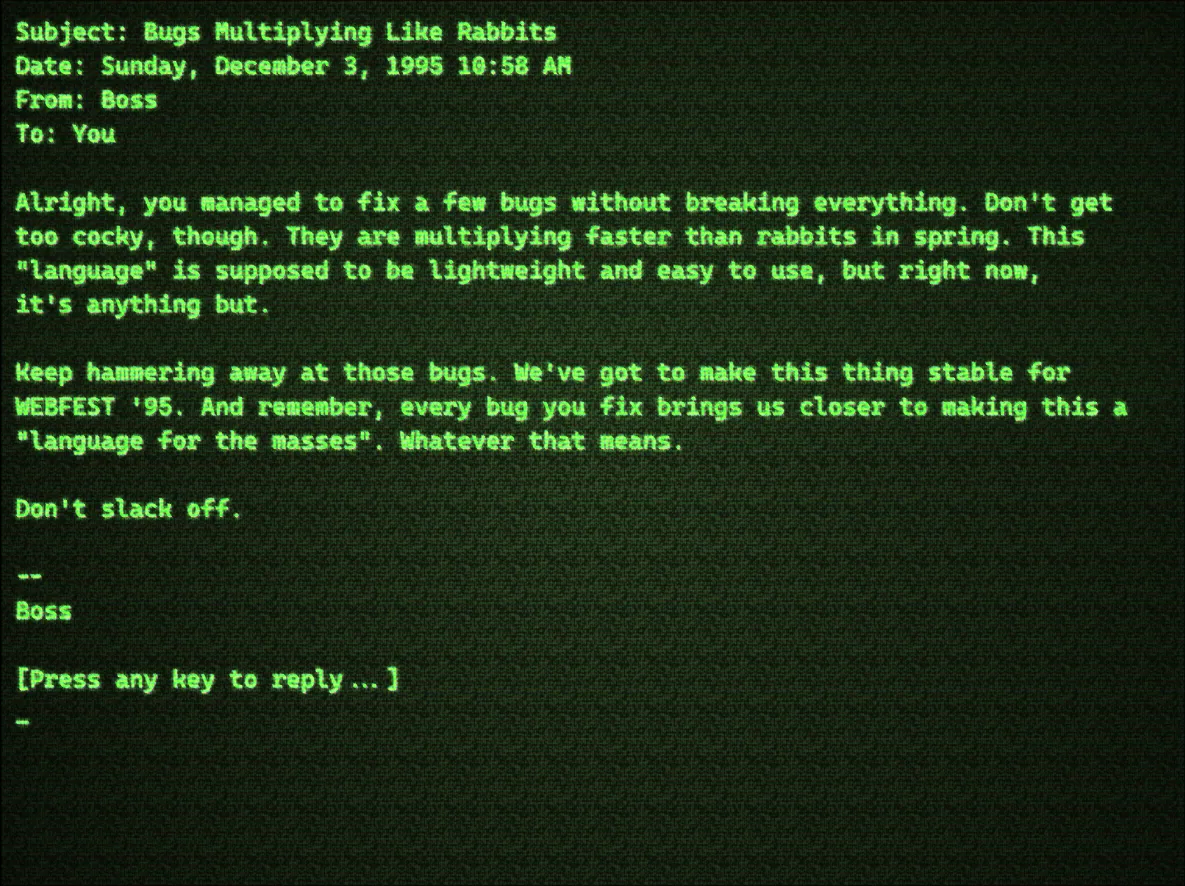 Subject: Bugs Multiplying Like Rabbits
Date: Sunday, December 3, 1995 10:58 AM
From: Boss
To: You
Alright, you managed to fix a few bugs without breaking everything. Don't get
too cocky, though. They are multiplying faster than rabbits in spring. This
"language" is supposed to be lightweight and easy to use, but right now,
it's anything but.
Keep hammering away at those bugs. We've got to make this thing stable for
WEBFEST '95. And remember, every bug you fix brings us closer to making this a
"language for the masses". Whatever that means.
Don't slack off.
--
Boss
[Press any key to reply...]
_